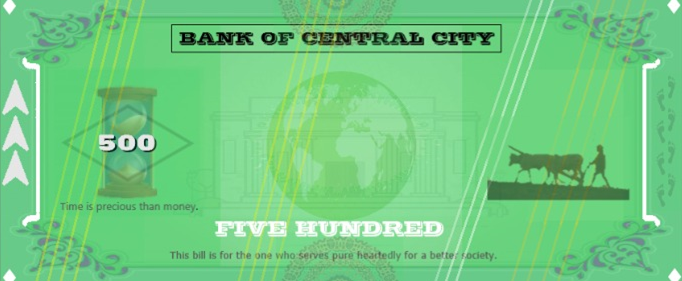 BANK OF CENTRAL CITY
500
Time is precious than money.
FIVE HUNDRED
This bill is for the one who serves pure heartedly for a better society.